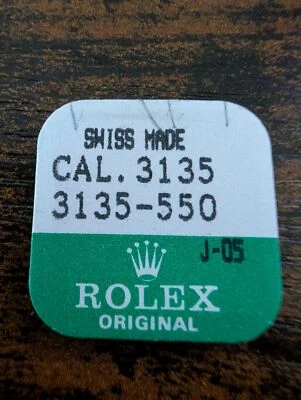 SWISS MADE
CAL. 3135
3135-550
J-05
ROLEX
ORIGINAL